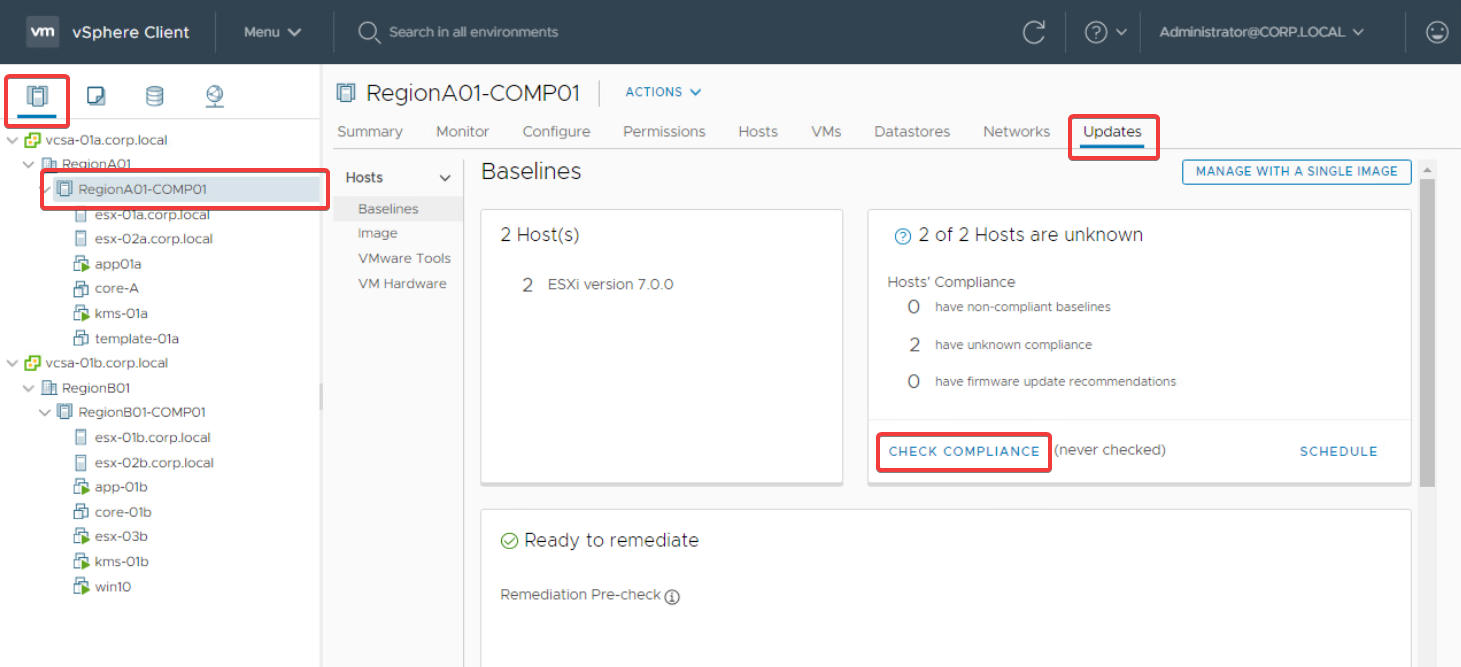 vm vSphere Client Menu Search in all environments Administrator@CORP.LOCAL
vcsa-01a.corp.local
RegionA01
RegionA01-COMP01
esx-01a.corp.local
esx-02a.corp.local
app01a
core-A
kms-01a
template-01a
vcsa-01b.corp.local
RegionB01
RegionB01-COMP01
esx-01b.corp.local
esx-02b.corp.local
app-01b
core-01b
esx-03b
kms-01b
win10
RegionA01-COMP01 ACTIONS
Summary Monitor Configure Permissions Hosts VMs Datastores Networks Updates
Hosts
Baselines
Image
VMware Tools
VM Hardware
Baselines
MANAGE WITH A SINGLE IMAGE
2 Host(s)
2 ESXi version 7.0.0
2 of 2 Hosts are unknown
Hosts' Compliance
0 have non-compliant baselines
2 have unknown compliance
0 have firmware update recommendations
CHECK COMPLIANCE (never checked) SCHEDULE
Ready to remediate
Remediation Pre-check